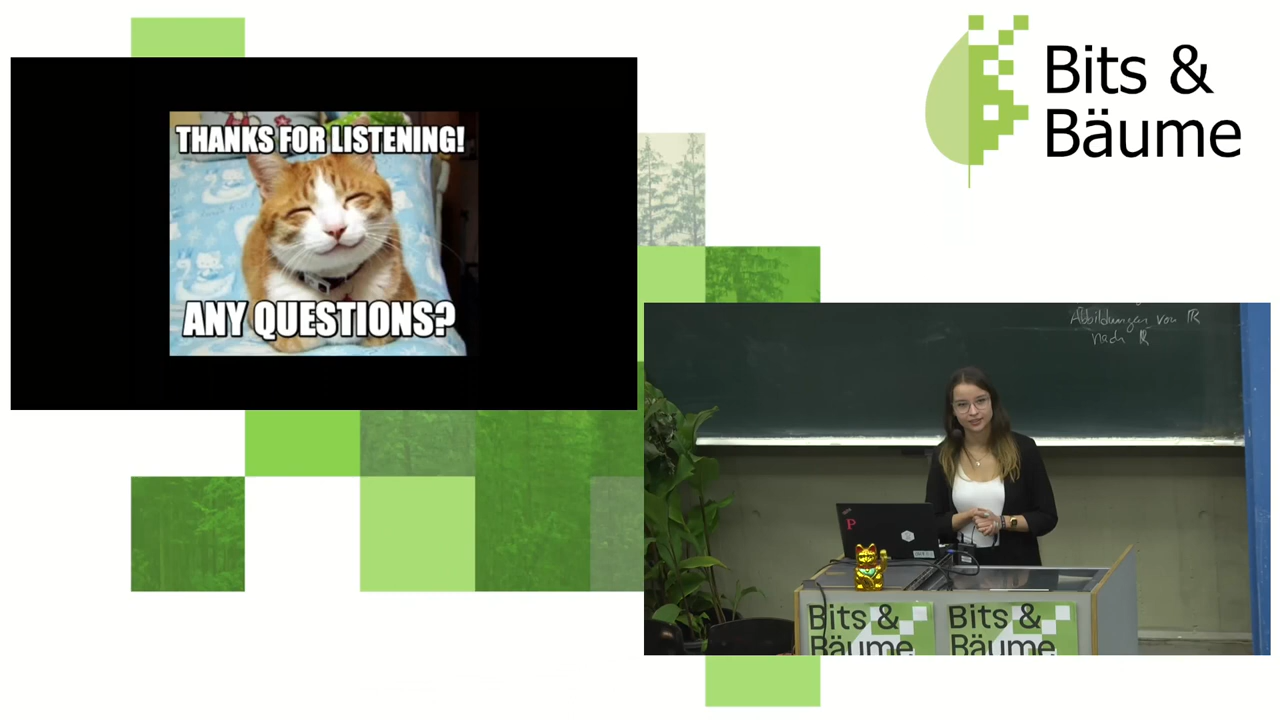 THANKS FOR LISTENING!
ANY QUESTIONS?
Bits &
Bäume
Abbildungen von ℝ
nach ℝ
P
Bits &
Bäume
Bits &
Bäume